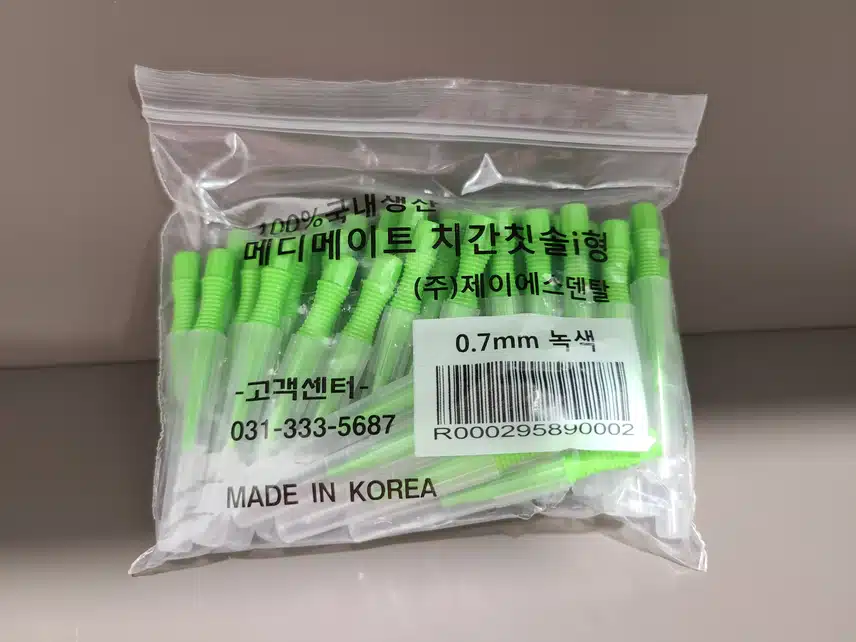 100%국내생산
메디메이트 치간칫솔i형
(주)제이에스덴탈
0.7mm 녹색
R000295890002
-고객센터-
031-333-5687
MADE IN KOREA